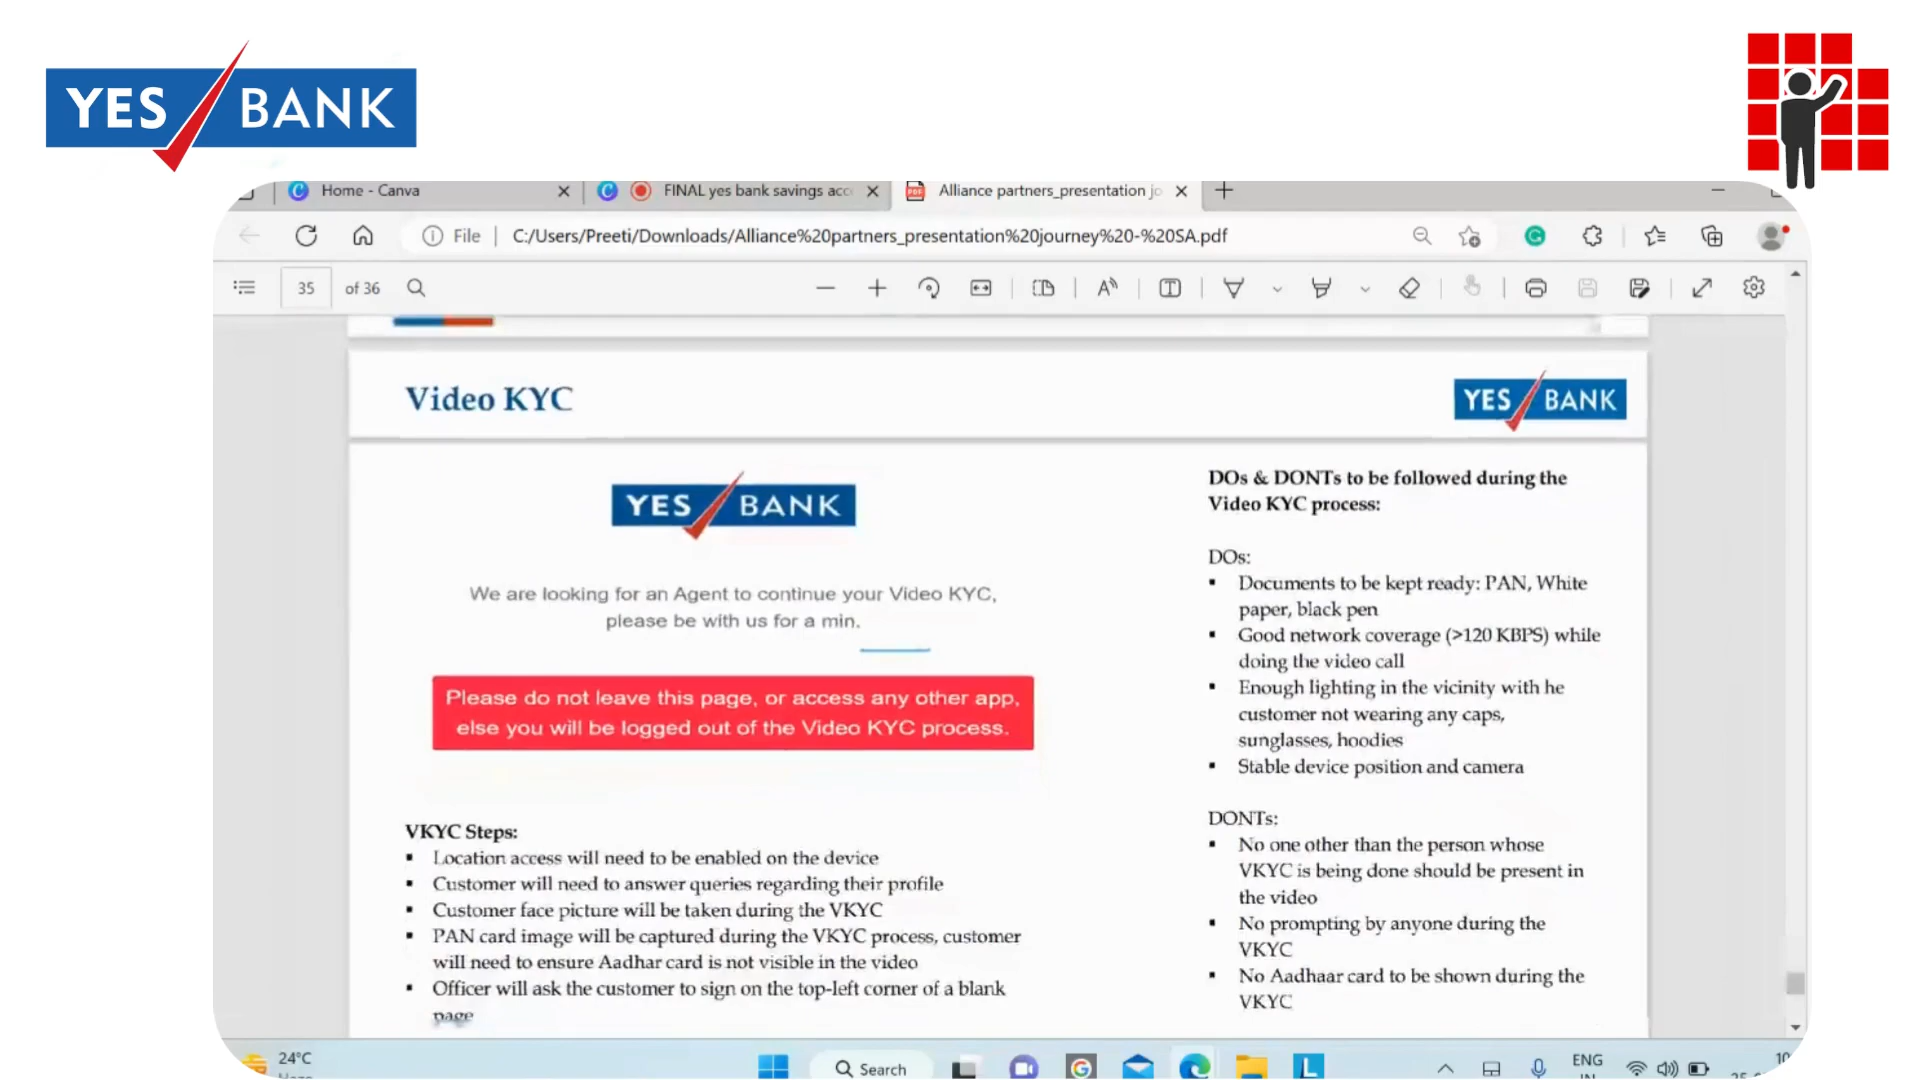 YES BANK
Home - Canva
FINAL yes bank savings acc
Alliance partners_presentation jo
File
C:/Users/Preeti/Downloads/Alliance%20partners_presentation%20journey%20-%20SA.pdf
35 of 36
Video KYC
YES BANK
YES BANK
We are looking for an Agent to continue your Video KYC,
please be with us for a min.
Please do not leave this page, or access any other app,
else you will be logged out of the Video KYC process.
VKYC Steps:
▪ Location access will need to be enabled on the device
▪ Customer will need to answer queries regarding their profile
▪ Customer face picture will be taken during the VKYC
▪ PAN card image will be captured during the VKYC process, customer
will need to ensure Aadhar card is not visible in the video
▪ Officer will ask the customer to sign on the top-left corner of a blank
page
DOs & DONTs to be followed during the
Video KYC process:
DOs:
▪ Documents to be kept ready: PAN, White
paper, black pen
▪ Good network coverage (>120 KBPS) while
doing the video call
▪ Enough lighting in the vicinity with he
customer not wearing any caps,
sunglasses, hoodies
▪ Stable device position and camera
DONTs:
▪ No one other than the person whose
VKYC is being done should be present in
the video
▪ No prompting by anyone during the
VKYC
▪ No Aadhaar card to be shown during the
VKYC
24°C
Search
ENG